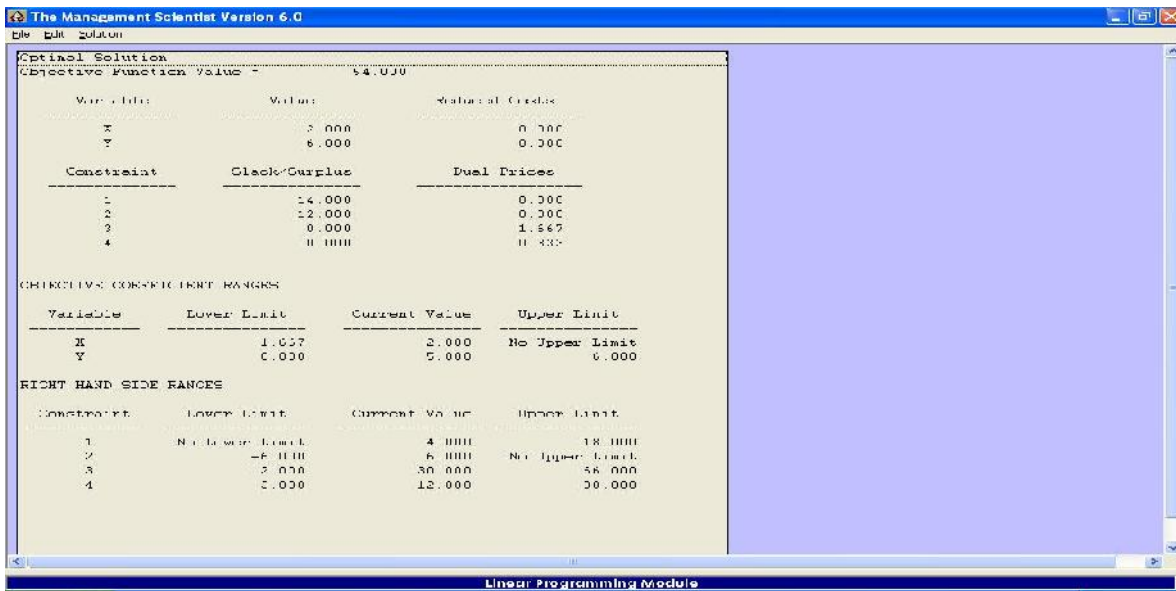 The Management Scientist Version 6.0
File Edit Solution
Optimal Solution
Objective Function Value = 54.000
Variable Value Reduced Costs
X 12.000 0.000
Y 6.000 0.000
Constraint Slack/Surplus Dual Prices
1 14.000 0.000
2 12.000 0.000
3 0.000 1.667
4 0.000 0.333
OBJECTIVE COEFFICIENT RANGES
Variable Lower Limit Current Value Upper Limit
X 1.667 2.000 No Upper Limit
Y 0.000 5.000 6.000
RIGHT HAND SIDE RANGES
Constraint Lower Limit Current Value Upper Limit
1 No Lower Limit 4.000 18.000
2 -6.000 6.000 No Upper Limit
3 30.000 66.000
4 12.000 30.000
Linear Programming Module